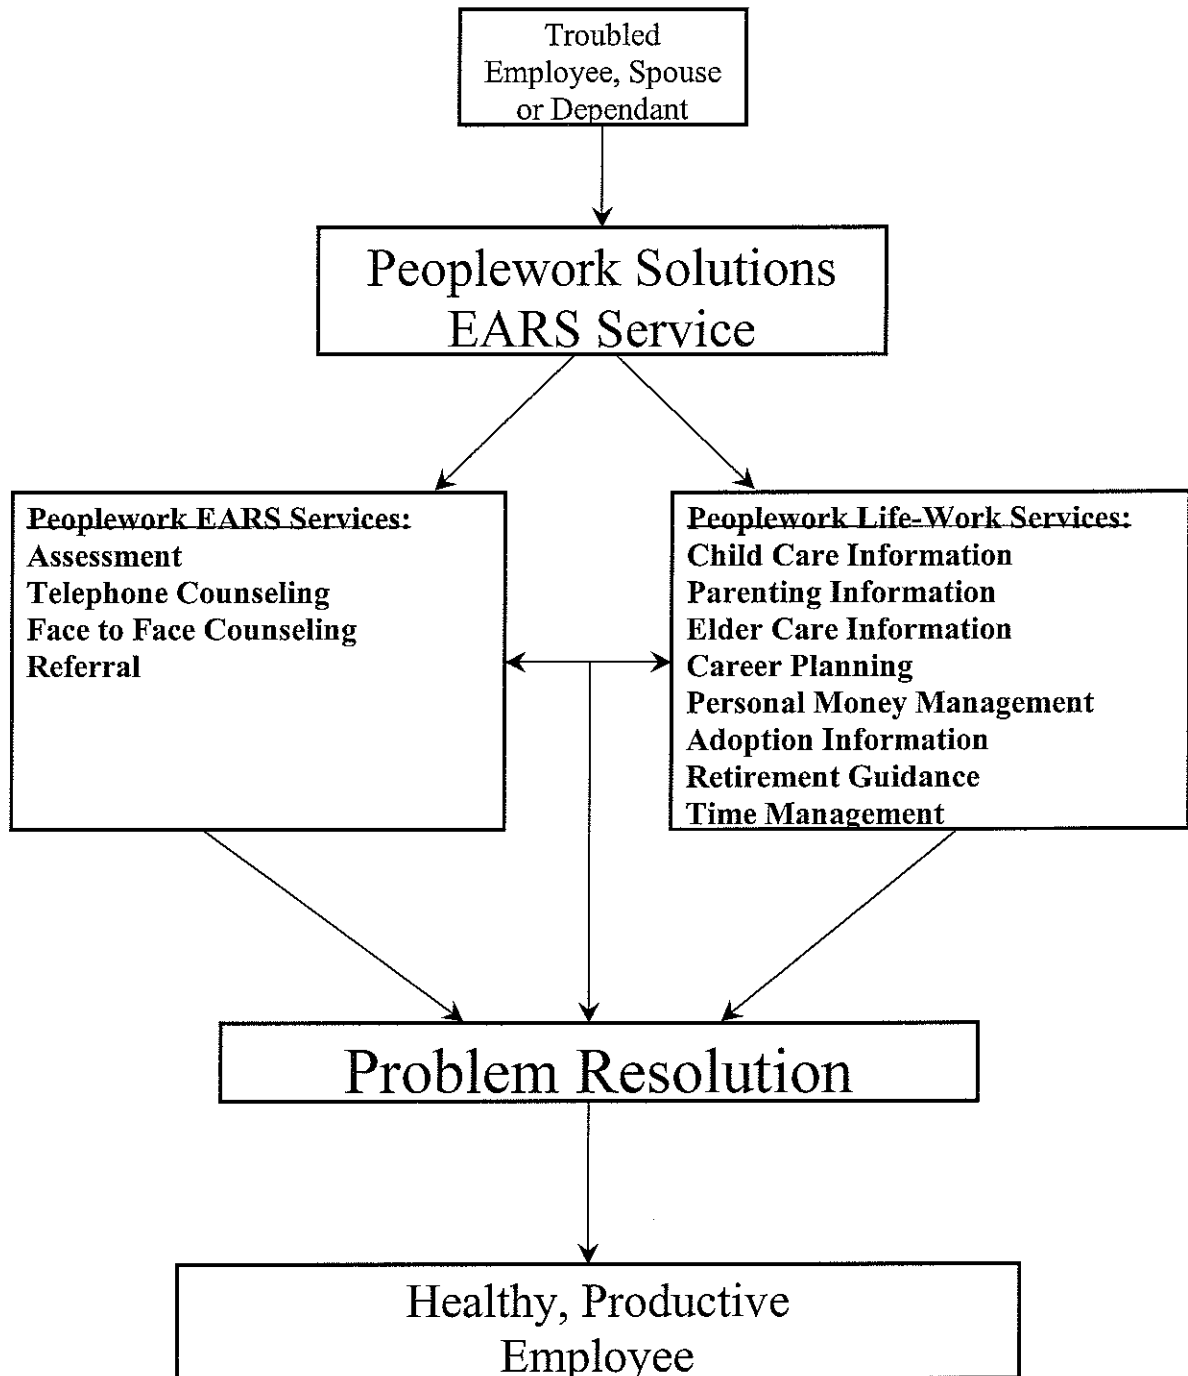 Troubled
Employee, Spouse
or Dependant
Peoplework Solutions
EARS Service
Peoplework EARS Services:
Assessment
Telephone Counseling
Face to Face Counseling
Referral
Peoplework Life-Work Services:
Child Care Information
Parenting Information
Elder Care Information
Career Planning
Personal Money Management
Adoption Information
Retirement Guidance
Time Management
Problem Resolution
Healthy, Productive
Employee